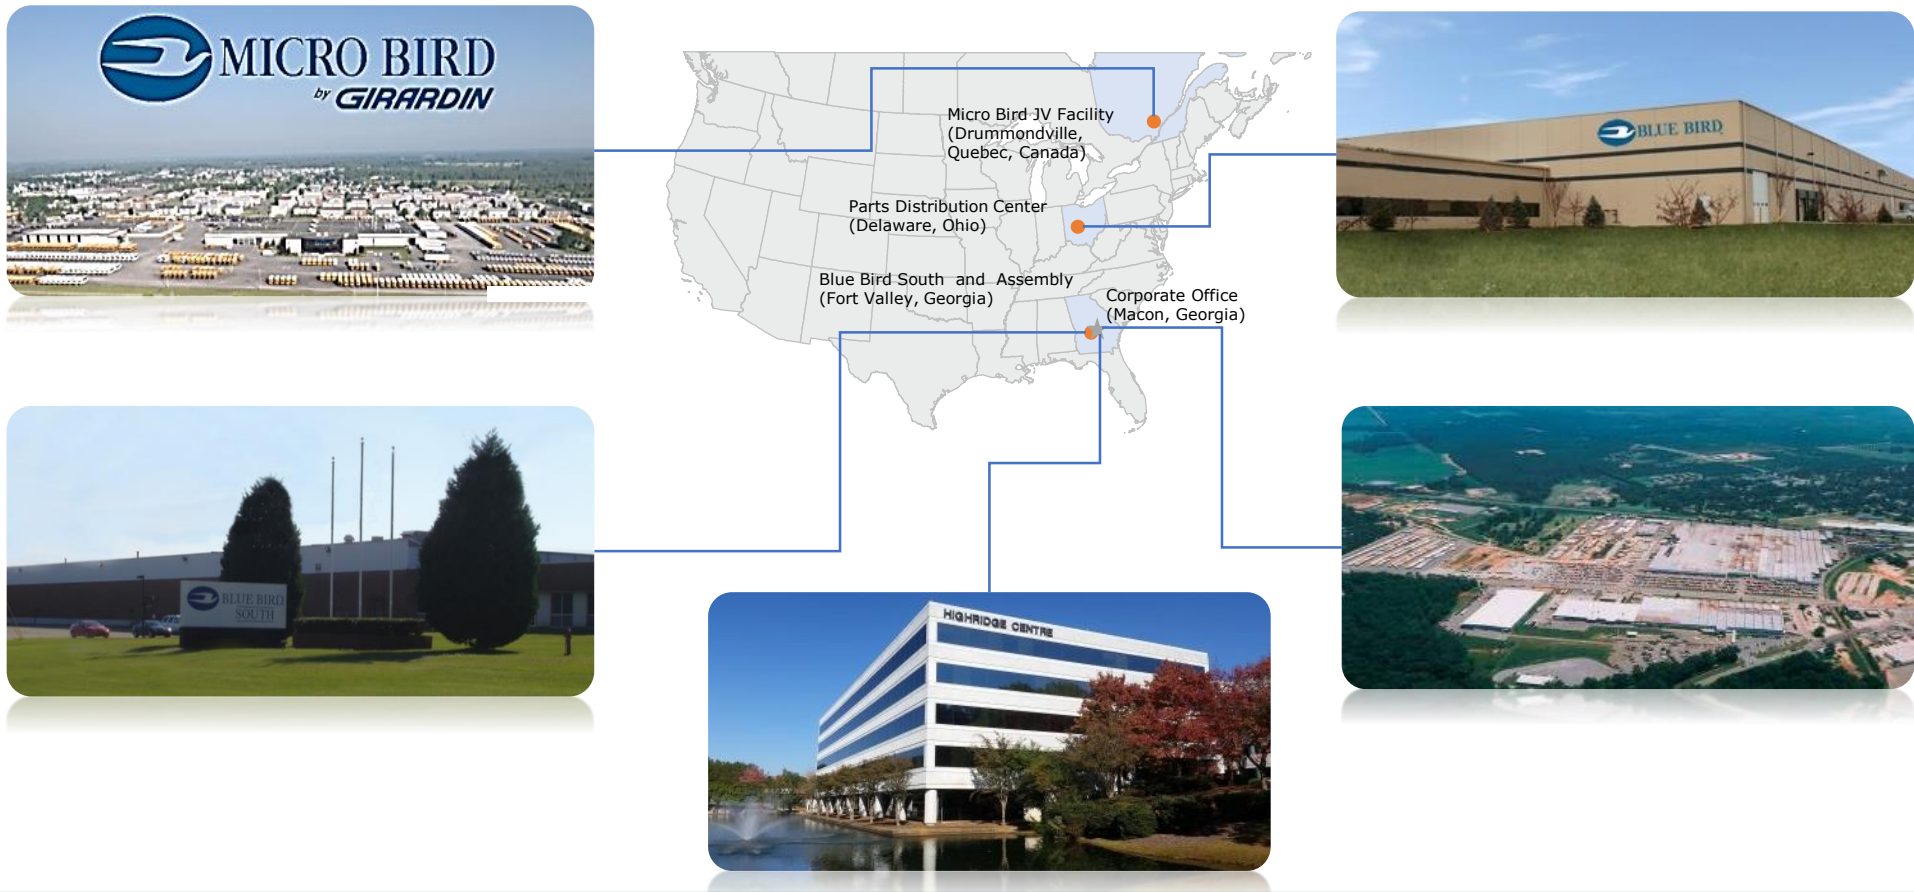 MICRO BIRD
by GIRARDIN
Micro Bird JV Facility
(Drummondville,
Quebec, Canada)
BLUE BIRD
Parts Distribution Center
(Delaware, Ohio)
Blue Bird South and Assembly
(Fort Valley, Georgia)
Corporate Office
(Macon, Georgia)
BLUE BIRD
SOUTH
HIGHRIDGE CENTRE